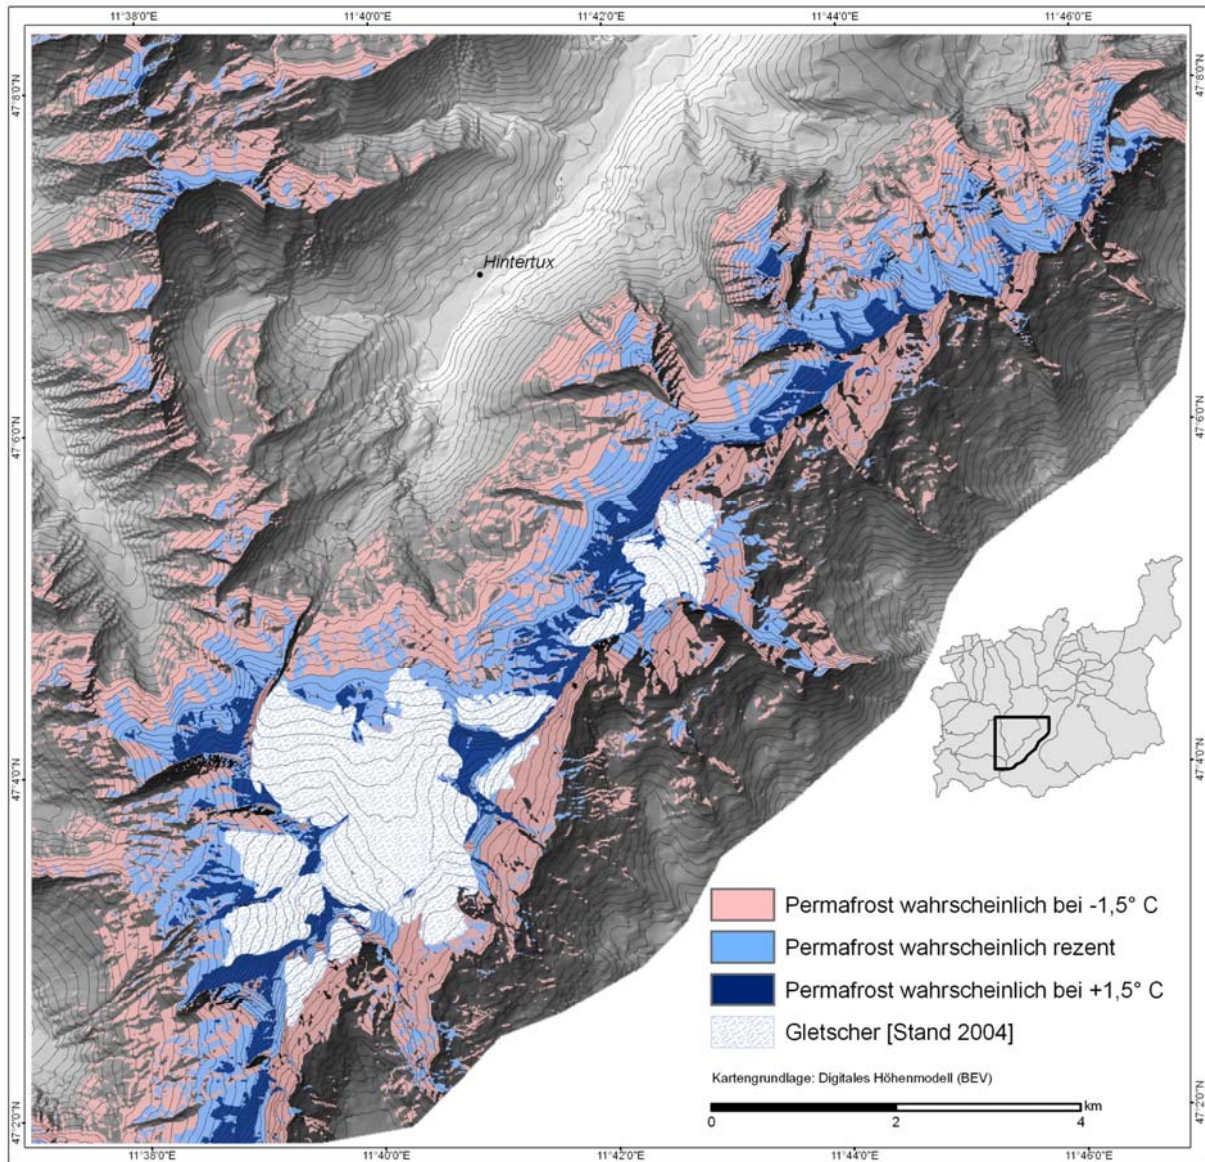 11°38'0"E 11°40'0"E 11°42'0"E 11°44'0"E 11°46'0"E
47°8'0"N 47°8'0"N
Hintertux
47°6'0"N 47°6'0"N
47°4'0"N 47°4'0"N
Permafrost wahrscheinlich bei -1,5° C
Permafrost wahrscheinlich rezent
Permafrost wahrscheinlich bei +1,5° C
Gletscher [Stand 2004]
Kartengrundlage: Digitales Höhenmodell (BEV)
km
0 2 4
47°2'0"N 47°2'0"N
11°38'0"E 11°40'0"E 11°42'0"E 11°44'0"E 11°46'0"E